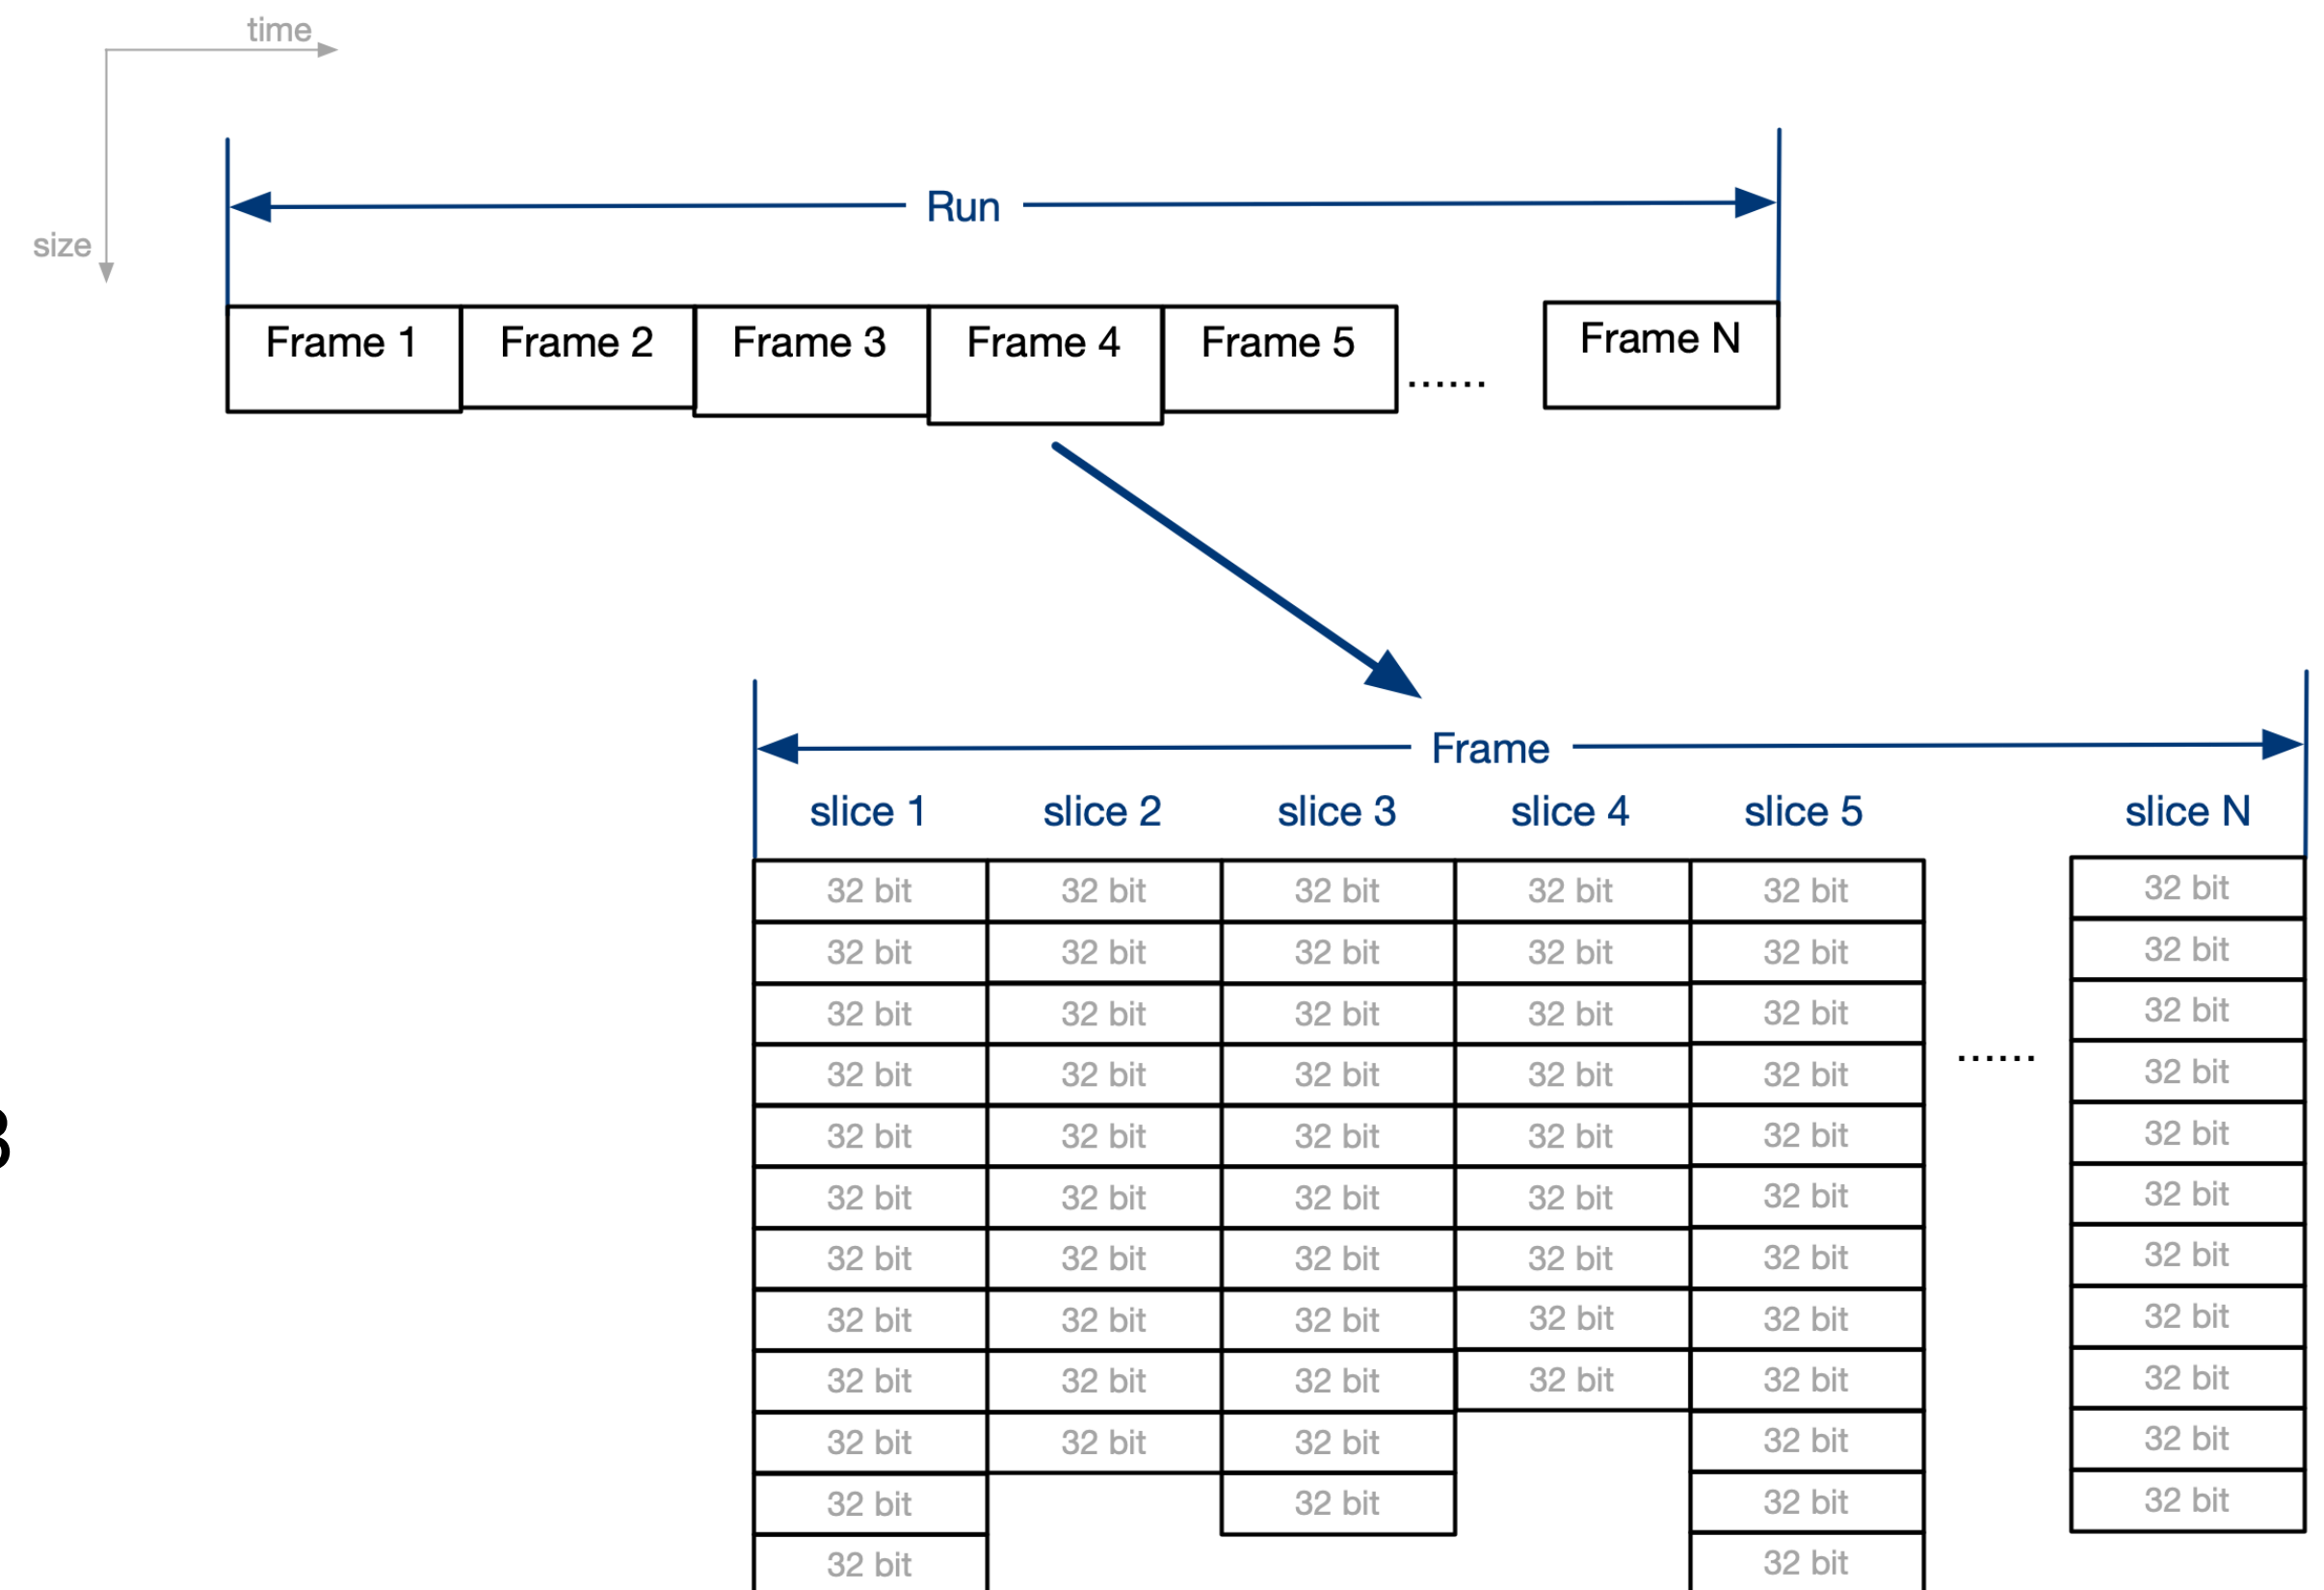 time
size
Run
Frame 1 Frame 2 Frame 3 Frame 4 Frame 5 ...... Frame N
Frame
slice 1 slice 2 slice 3 slice 4 slice 5 slice N
32 bit 32 bit 32 bit 32 bit 32 bit 32 bit
32 bit 32 bit 32 bit 32 bit 32 bit 32 bit
32 bit 32 bit 32 bit 32 bit 32 bit 32 bit
32 bit 32 bit 32 bit 32 bit 32 bit ...... 32 bit
32 bit 32 bit 32 bit 32 bit 32 bit 32 bit
32 bit 32 bit 32 bit 32 bit 32 bit 32 bit
32 bit 32 bit 32 bit 32 bit 32 bit 32 bit
32 bit 32 bit 32 bit 32 bit 32 bit 32 bit
32 bit 32 bit 32 bit 32 bit 32 bit 32 bit
32 bit 32 bit 32 bit 32 bit 32 bit
32 bit 32 bit 32 bit 32 bit
32 bit 32 bit